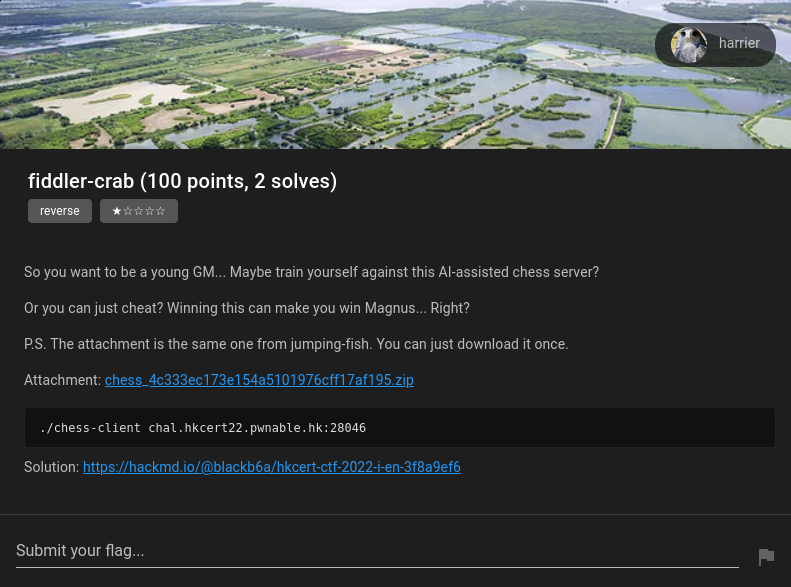 harrier
fiddler-crab (100 points, 2 solves)
reverse ★☆☆☆☆
So you want to be a young GM... Maybe train yourself against this AI-assisted chess server?
Or you can just cheat? Winning this can make you win Magnus... Right?
P.S. The attachment is the same one from jumping-fish. You can just download it once.
Attachment: chess_4c333ec173e154a5101976cff17af195.zip
./chess-client chal.hkcert22.pwnable.hk:28046
Solution: https://hackmd.io/@blackb6a/hkcert-ctf-2022-i-en-3f8a9ef6
Submit your flag...